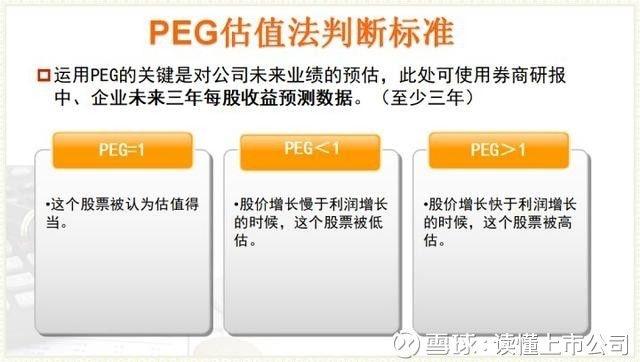 PEG估值法判断标准
运用PEG的关键是对公司未来业绩的预估，此处可使用券商研报
中、企业未来三年每股收益预测数据。（至少三年）
PEG=1
•这个股票被认为估值得
当。
PEG＜1
•股价增长慢于利润增长
的时候，这个股票被低
估。
PEG＞1
•股价增长快于利润增长
的时候，这个股票被高
估。
雪球：读懂上市公司